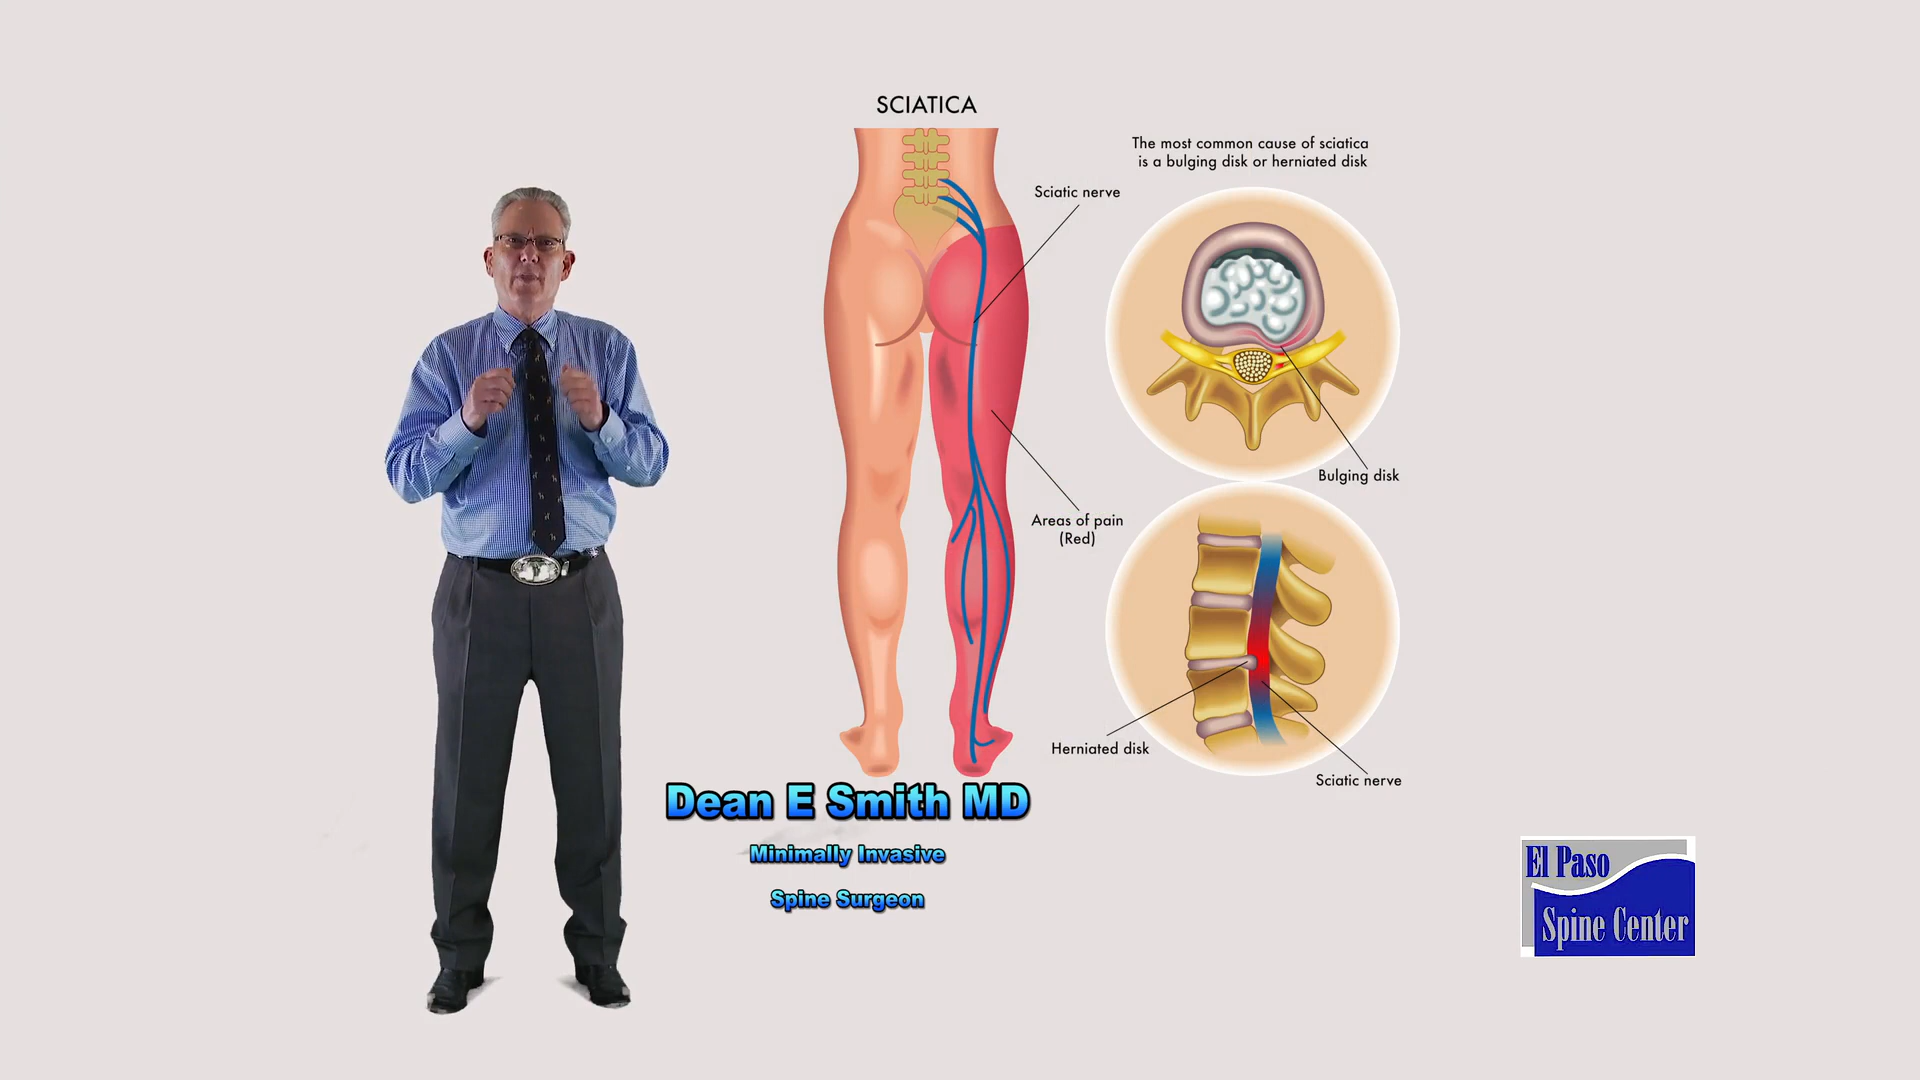 SCIATICA
The most common cause of sciatica
is a bulging disk or herniated disk
Sciatic nerve
Bulging disk
Areas of pain
(Red)
Herniated disk
Sciatic nerve
Dean E Smith MD
Minimally Invasive
Spine Surgeon
El Paso
Spine Center